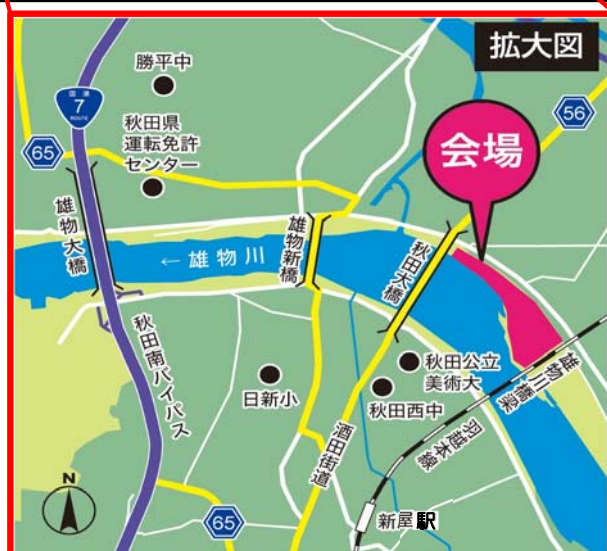 拡大図
勝平中
国道
7
ROUTE
65
秋田県
運転免許
センター
56
会場
雄物大橋
←雄物川
雄物新橋
秋田大橋
秋田南バイパス
日新小
秋田公立
美術大
秋田西中
雄物川橋梁
羽越本線
酒田街道
N
65
新屋駅